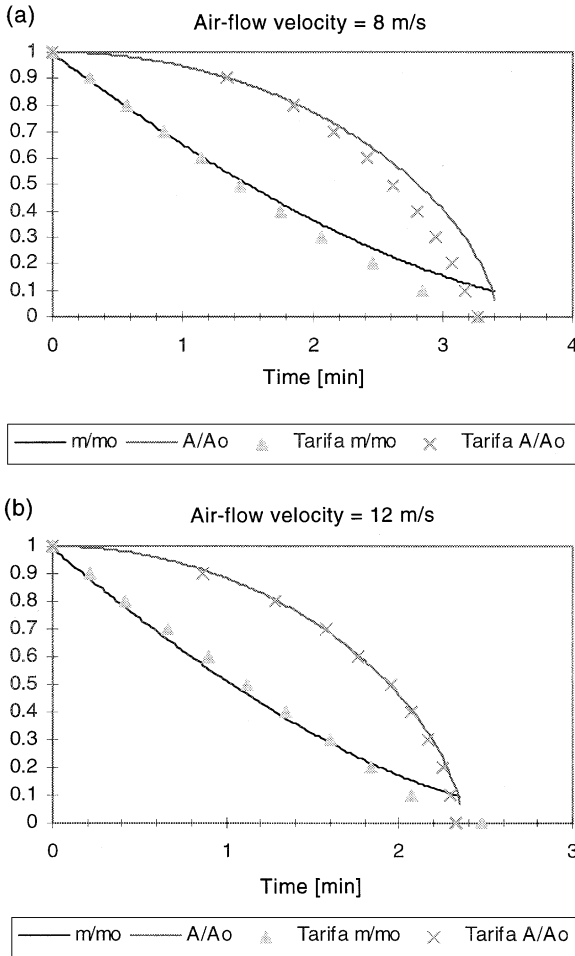 (a)
Air-flow velocity = 8 m/s
1
0.9
0.8
0.7
0.6
0.5
0.4
0.3
0.2
0.1
0
0 1 2 3 4
Time [min]
m/mo A/Ao Tarifa m/mo Tarifa A/Ao
(b)
Air-flow velocity = 12 m/s
1
0.9
0.8
0.7
0.6
0.5
0.4
0.3
0.2
0.1
0
0 1 2 3
Time [min]
m/mo A/Ao Tarifa m/mo Tarifa A/Ao